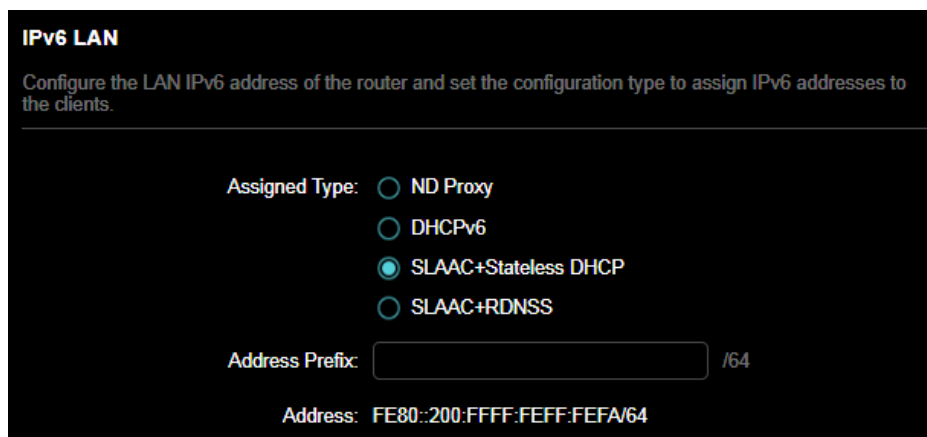 IPv6 LAN
Configure the LAN IPv6 address of the router and set the configuration type to assign IPv6 addresses to
the clients.
Assigned Type: ND Proxy
DHCPv6
SLAAC+Stateless DHCP
SLAAC+RDNSS
Address Prefix: /64
Address: FE80::200:FFFF:FEFF:FEFA/64